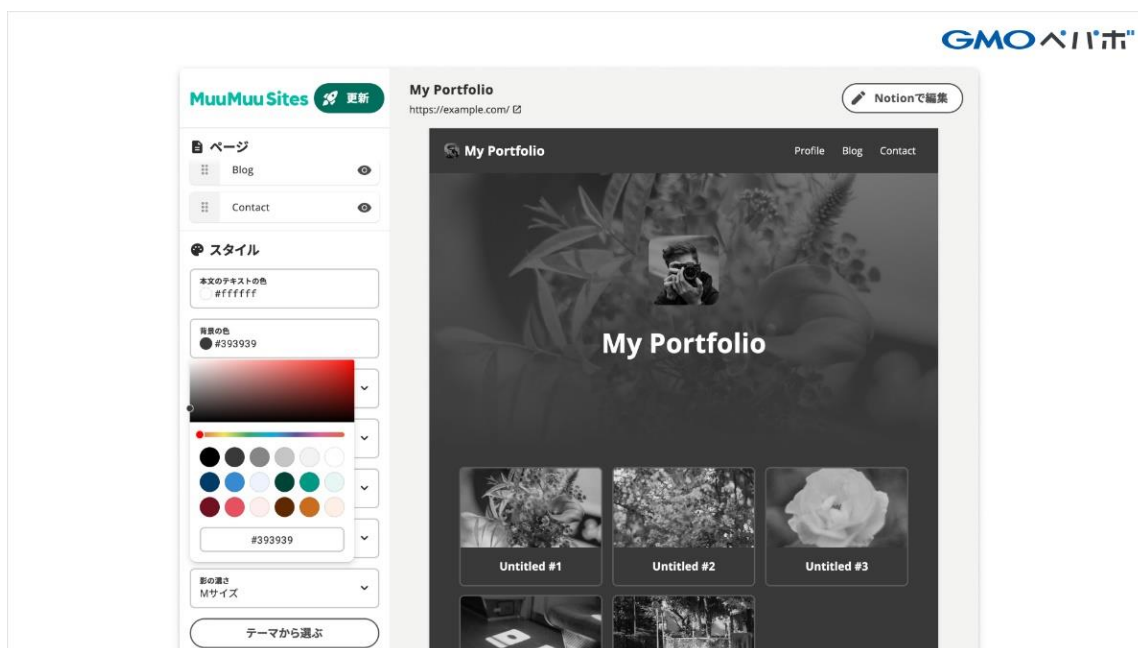 GMOペパボ
MuuMuu Sites
更新
ページ
Blog
Contact
スタイル
本文のテキストの色
#ffffff
背景の色
#393939
#393939
影の濃さ
Mサイズ
テーマから選ぶ
My Portfolio
https://example.com/
Notionで編集
My Portfolio
Profile Blog Contact
My Portfolio
Untitled #1
Untitled #2
Untitled #3